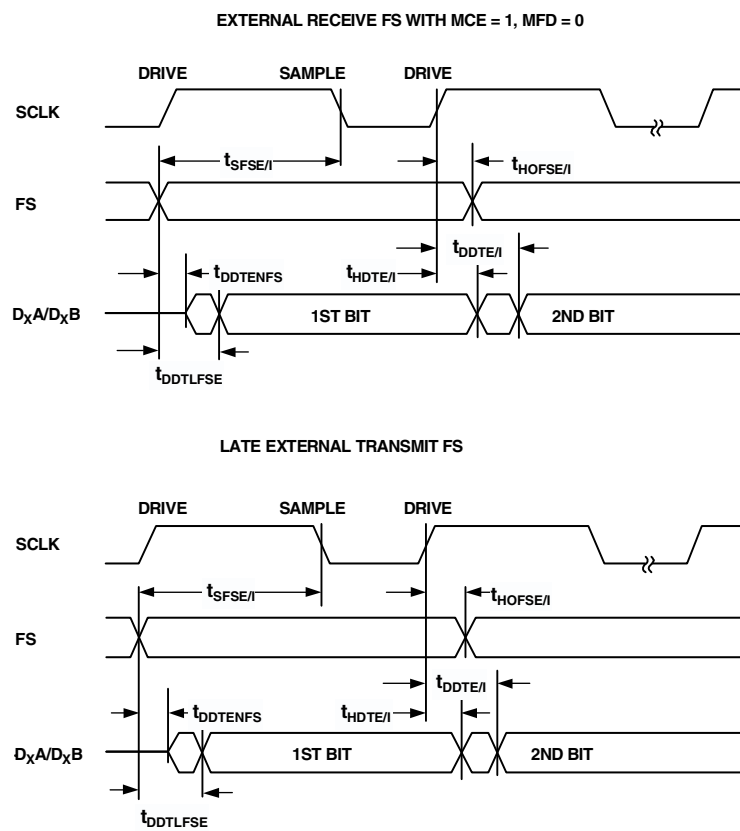 EXTERNAL RECEIVE FS WITH MCE = 1, MFD = 0
DRIVE SAMPLE DRIVE
SCLK
tSFSE/I tHOFSE/I
FS
tDDTE/I
tDDTENFS tHDTE/I
DXA/DXB 1ST BIT 2ND BIT
tDDTLFSE
LATE EXTERNAL TRANSMIT FS
DRIVE SAMPLE DRIVE
SCLK
tSFSE/I tHOFSE/I
FS
tDDTE/I
tDDTENFS tHDTE/I
DXA/DXB 1ST BIT 2ND BIT
tDDTLFSE